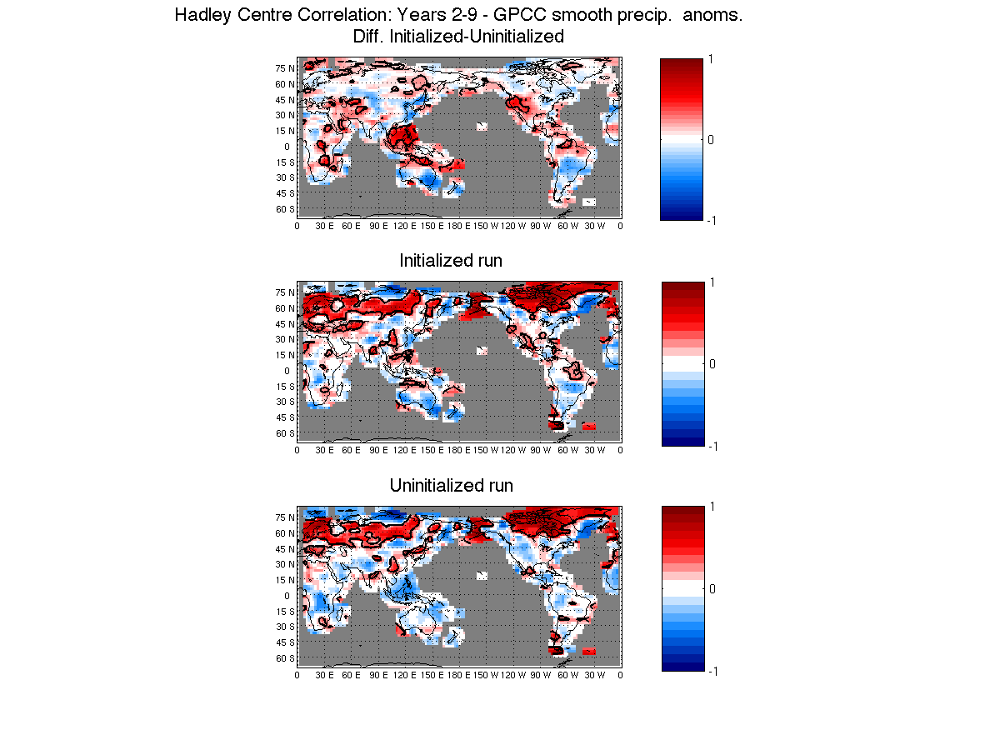 Hadley Centre Correlation: Years 2-9 - GPCC smooth precip.  anoms.
Diff. Initialized-Uninitialized
75 N
60 N
45 N
30 N
15 N
0
15 S
30 S
45 S
60 S
0 30 E 60 E 90 E 120 E 150 E 180 E 150 W 120 W 90 W 60 W 30 W 0
1
0
-1
Initialized run
75 N
60 N
45 N
30 N
15 N
0
15 S
30 S
45 S
60 S
0 30 E 60 E 90 E 120 E 150 E 180 E 150 W 120 W 90 W 60 W 30 W 0
1
0
-1
Uninitialized run
75 N
60 N
45 N
30 N
15 N
0
15 S
30 S
45 S
60 S
0 30 E 60 E 90 E 120 E 150 E 180 E 150 W 120 W 90 W 60 W 30 W 0
1
0
-1